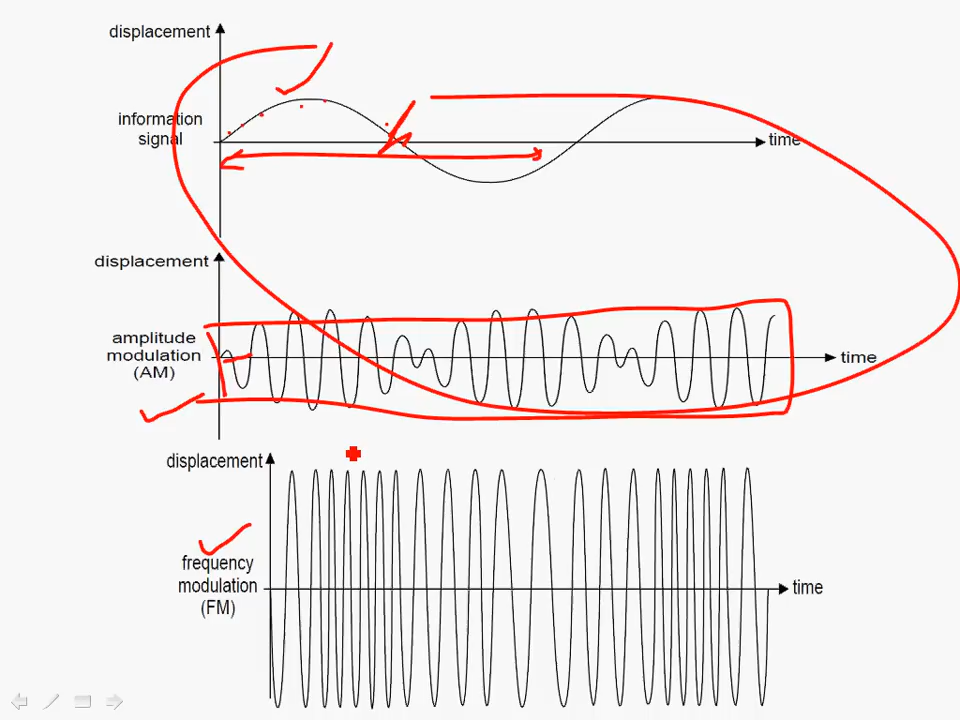 displacement
information
signal
time
displacement
amplitude
modulation
(AM)
time
displacement
frequency
modulation
(FM)
time